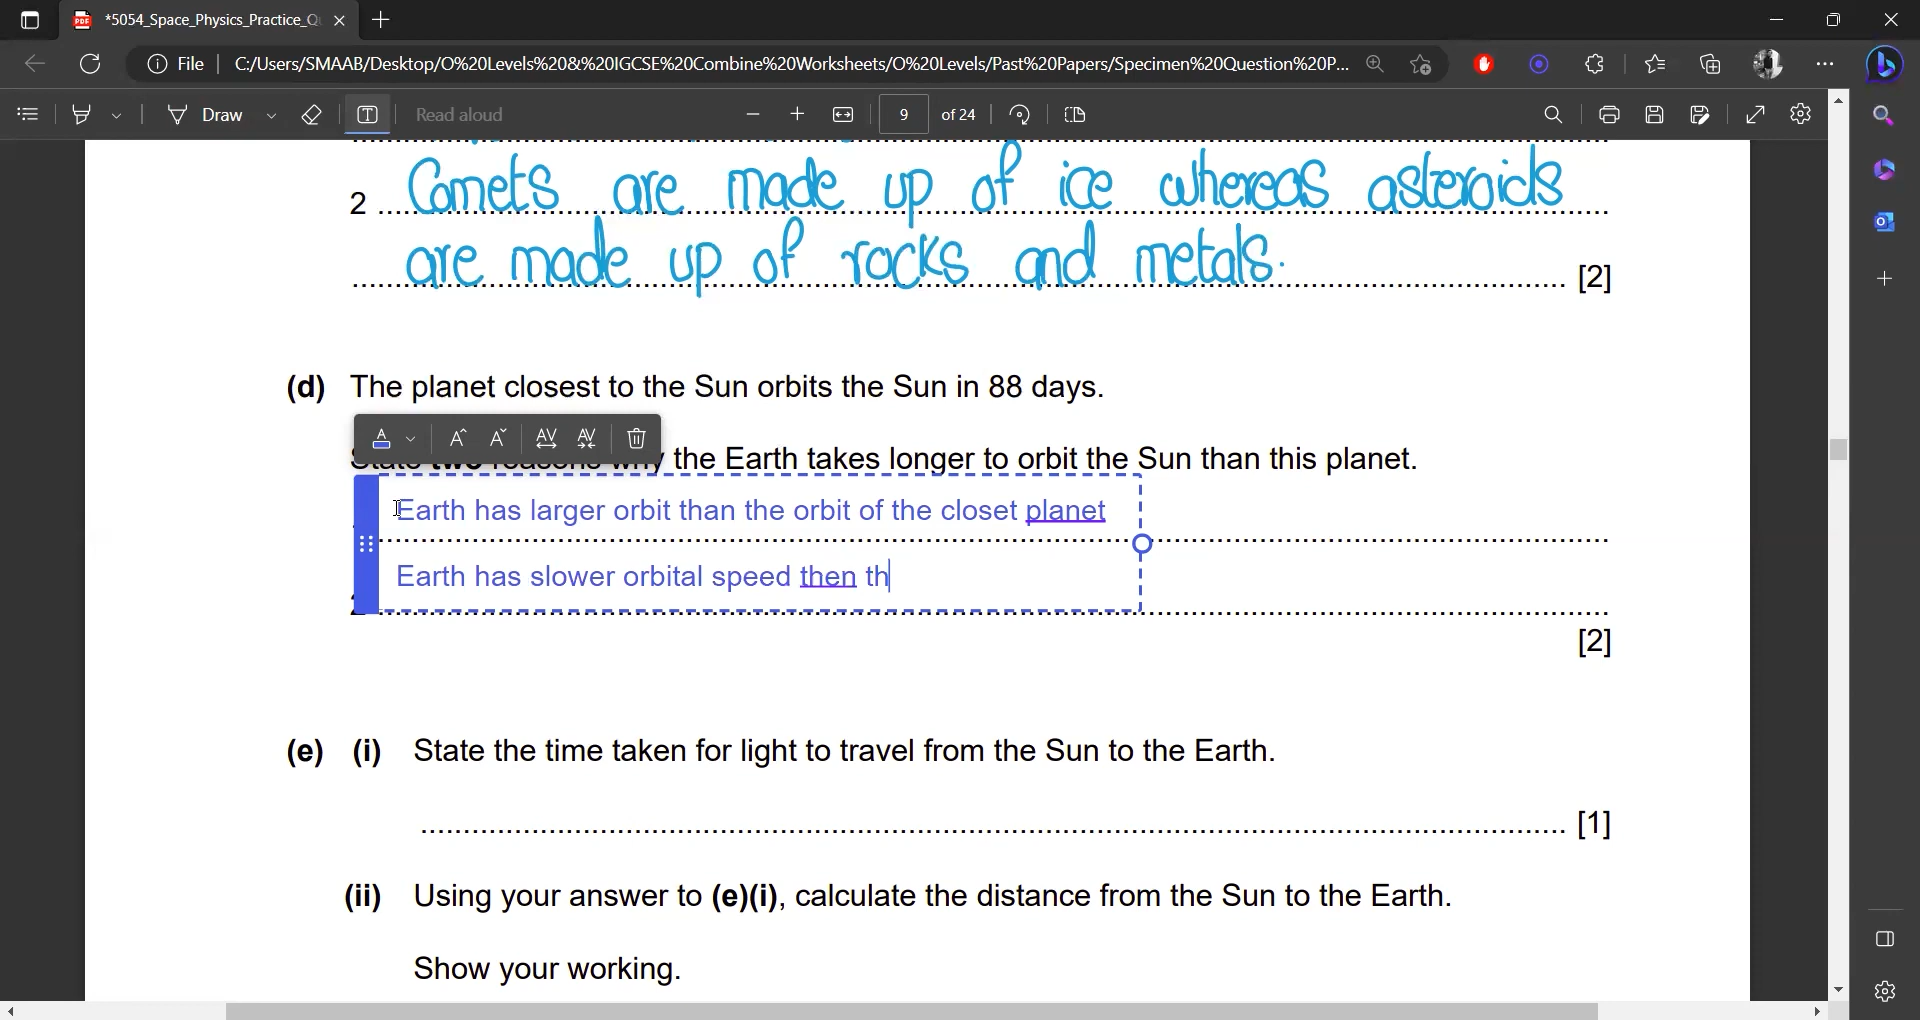 *5054_Space_Physics_Practice_Q
File
C:/Users/SMAAB/Desktop/O%20Levels%20&%20IGCSE%20Combine%20Worksheets/O%20Levels/Past%20Papers/Specimen%20Question%20P...
Draw
Read aloud
9 of 24
2 Comets are made up of ice whereas asteroids
are made up of rocks and metals. [2]
(d) The planet closest to the Sun orbits the Sun in 88 days.
State two reasons why the Earth takes longer to orbit the Sun than this planet.
Earth has larger orbit than the orbit of the closet planet
Earth has slower orbital speed then th
[2]
(e) (i) State the time taken for light to travel from the Sun to the Earth.
[1]
(ii) Using your answer to (e)(i), calculate the distance from the Sun to the Earth.
Show your working.